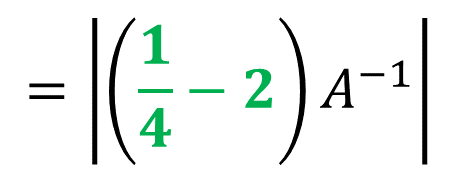 = |(1/4 − 2) A⁻¹|